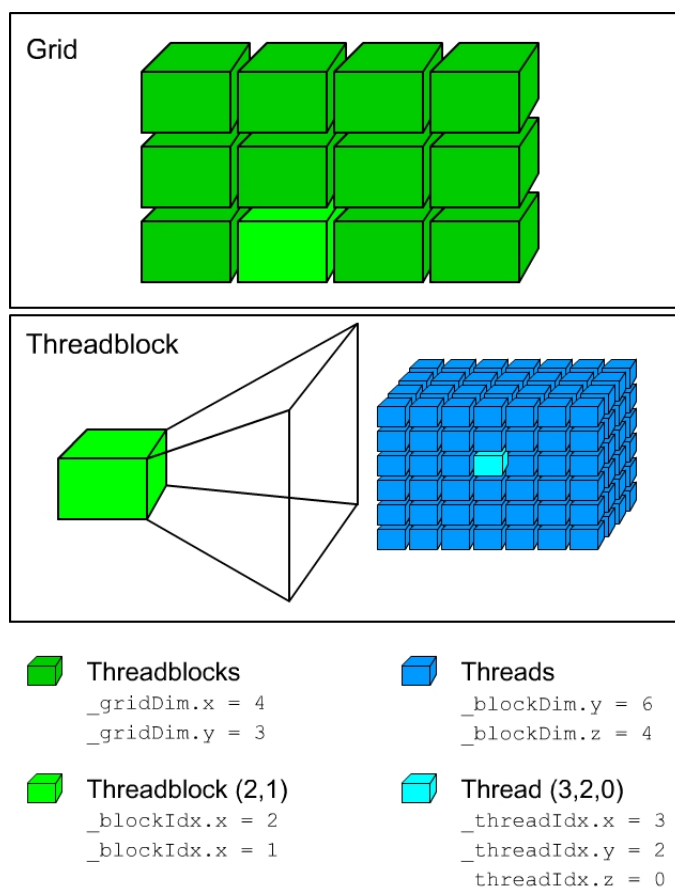 Grid
Threadblock
Threadblocks
_gridDim.x = 4
_gridDim.y = 3
Threads
_blockDim.y = 6
_blockDim.z = 4
Threadblock (2,1)
_blockIdx.x = 2
_blockIdx.x = 1
Thread (3,2,0)
_threadIdx.x = 3
_threadIdx.y = 2
threadIdx.z = 0